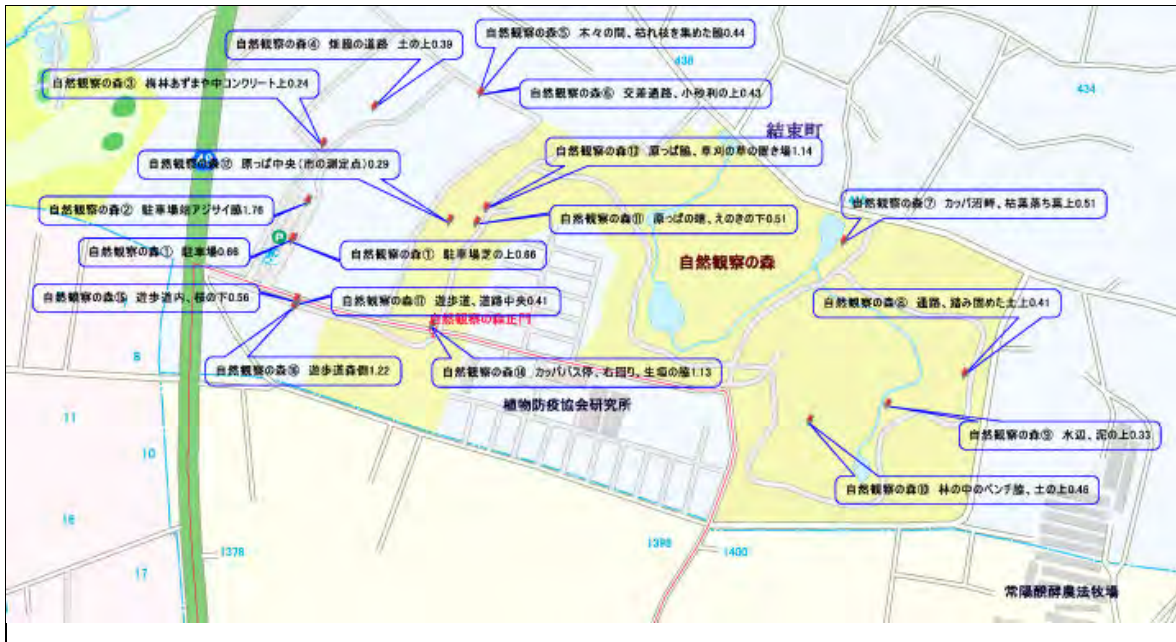 自然観察の森④ 畑脇の道路 土の上0.39
自然観察の森⑤ 木々の間、枯れ枝を集めた脇0.44
438
自然観察の森③ 梅林あずまや中コンクリート上0.24
自然観察の森⑥ 交差通路、小砂利の上0.43
434
結束町
自然観察の森⑫ 原っぱ中央(市の測定点)0.29
自然観察の森⑬ 原っぱ脇、草刈の草の置き場1.14
自然観察の森② 駐車場站アジサイ脇1.76
自然観察の森⑪ 原っぱの端、えのきの下0.51
自然観察の森⑦ カッパ沼畔、枯葉落ち葉上0.51
P
自然観察の森① 駐車場0.66
自然観察の森① 駐車場芝の上0.66
自然観察の森
自然観察の森⑮ 遊歩道内、桜の下0.56
自然観察の森⑰ 遊歩道、道路中央0.41
自然観察の森⑧ 通路、踏み固めた土上0.41
自然観察の森正門
8
自然観察の森⑯ 遊歩道森側1.22
自然観察の森⑭ カッパバス停、右回り、生垣の脇1.13
植物防疫協会研究所
11
自然観察の森⑨ 水辺、泥の上0.33
10
自然観察の森⑩ 林の中のベンチ脇、土の上0.46
16
1378
1398
1400
17
常陽醗酵農法牧場